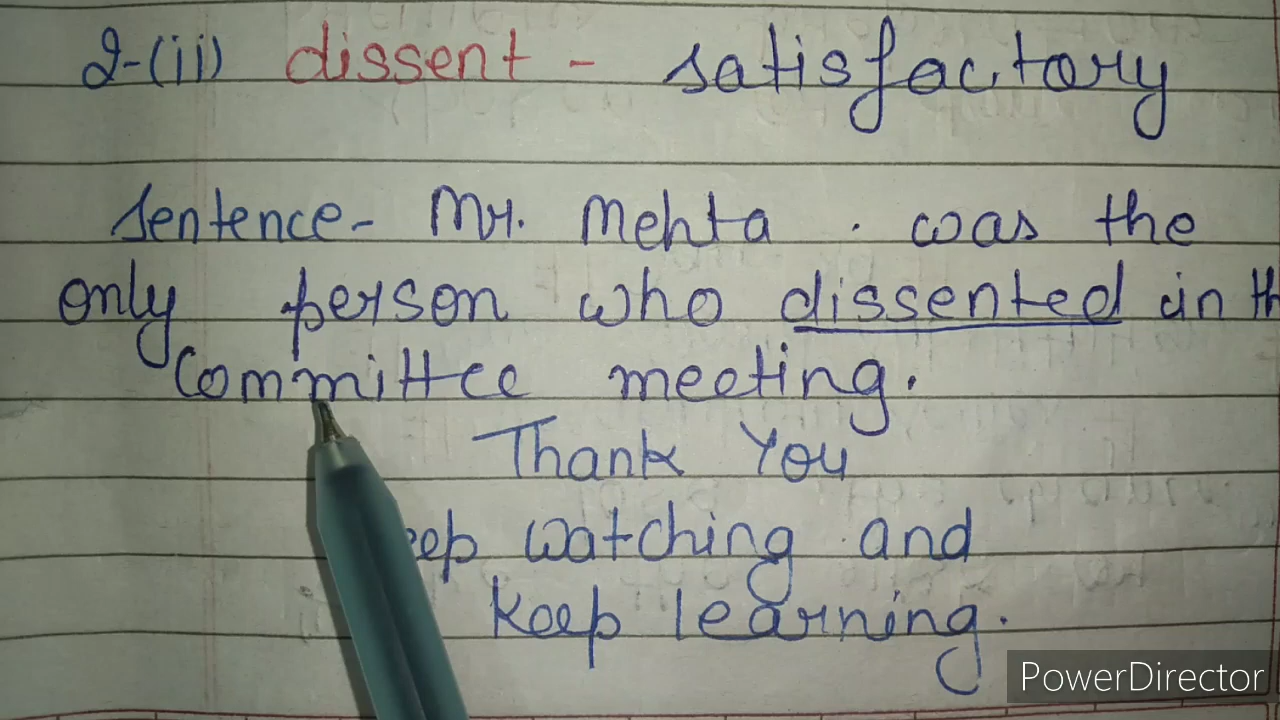 2-(ii) dissent - satisfactory
Sentence- Mr. Mehta . was the
only person who dissented in th
Committee meeting.
Thank You
eep watching and
Keep learning.
PowerDirector